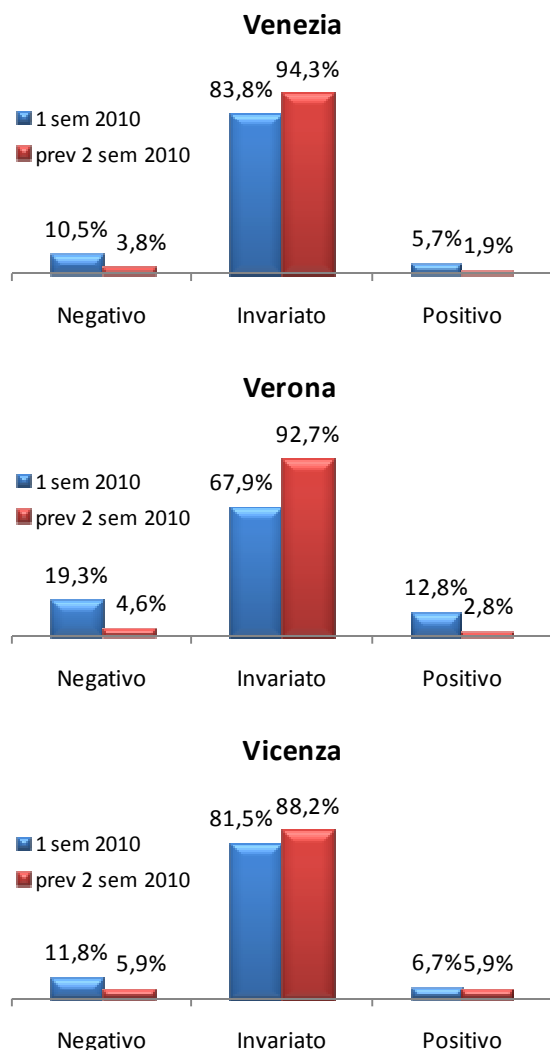 Venezia
94,3%
83,8%
1 sem 2010
prev 2 sem 2010
10,5%
3,8%
5,7%
1,9%
Negativo Invariato Positivo
Verona
92,7%
1 sem 2010
67,9%
prev 2 sem 2010
19,3%
4,6%
12,8%
2,8%
Negativo Invariato Positivo
Vicenza
88,2%
81,5%
1 sem 2010
prev 2 sem 2010
11,8%
5,9%
6,7%
5,9%
Negativo Invariato Positivo